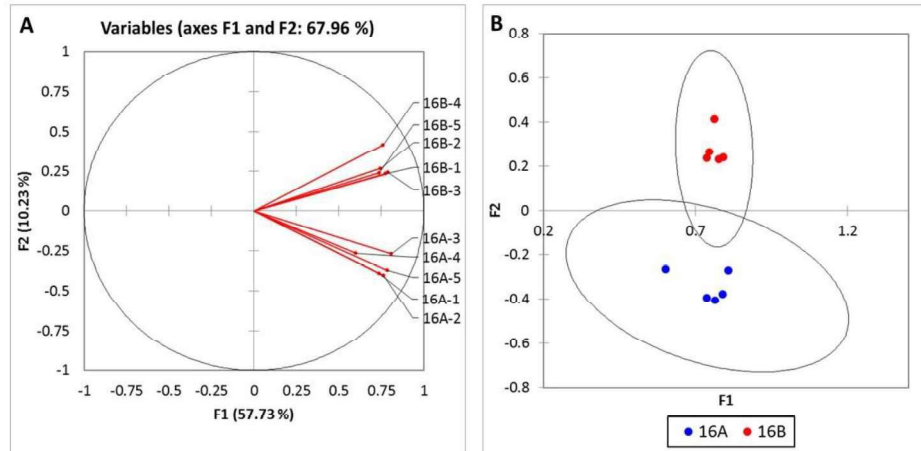 A
Variables (axes F1 and F2: 67.96 %)
1
0.75
0.5
0.25
0
-0.25
-0.5
-0.75
-1
F2 (10.23 %)
16B-4
16B-5
16B-2
16B-1
16B-3
16A-3
16A-4
16A-5
16A-1
16A-2
-1 -0.75 -0.5 -0.25 0 0.25 0.5 0.75 1
F1 (57.73 %)
B
0.8
0.6
0.4
0.2
0
-0.2
-0.4
-0.6
-0.8
F2
0.2 0.7 1.2
F1
16A 16B